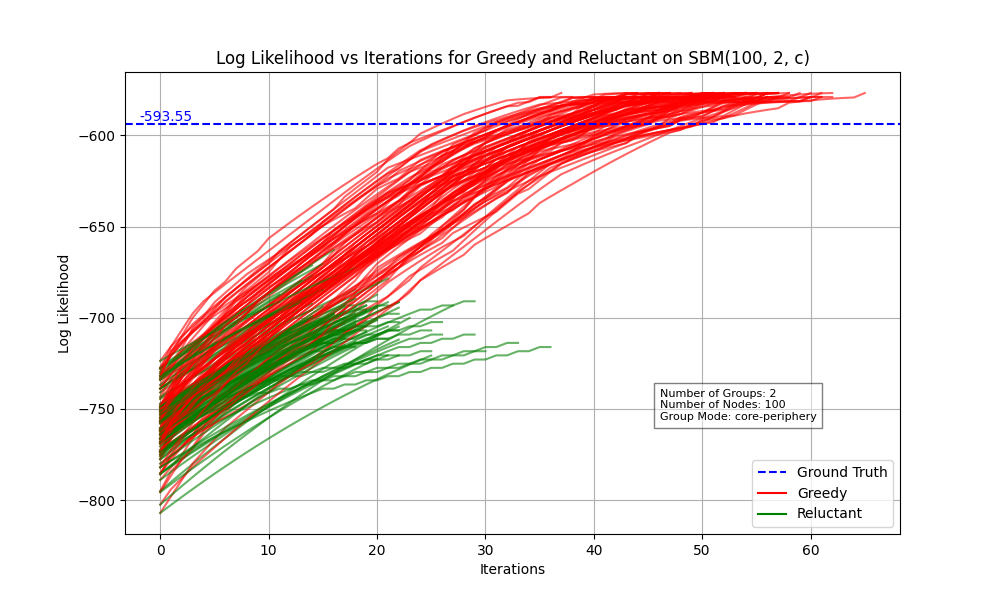 Log Likelihood vs Iterations for Greedy and Reluctant on SBM(100, 2, c)
Log Likelihood
−600
−650
−700
−750
−800
-593.55
Number of Groups: 2
Number of Nodes: 100
Group Mode: core-periphery
Ground Truth
Greedy
Reluctant
0 10 20 30 40 50 60
Iterations